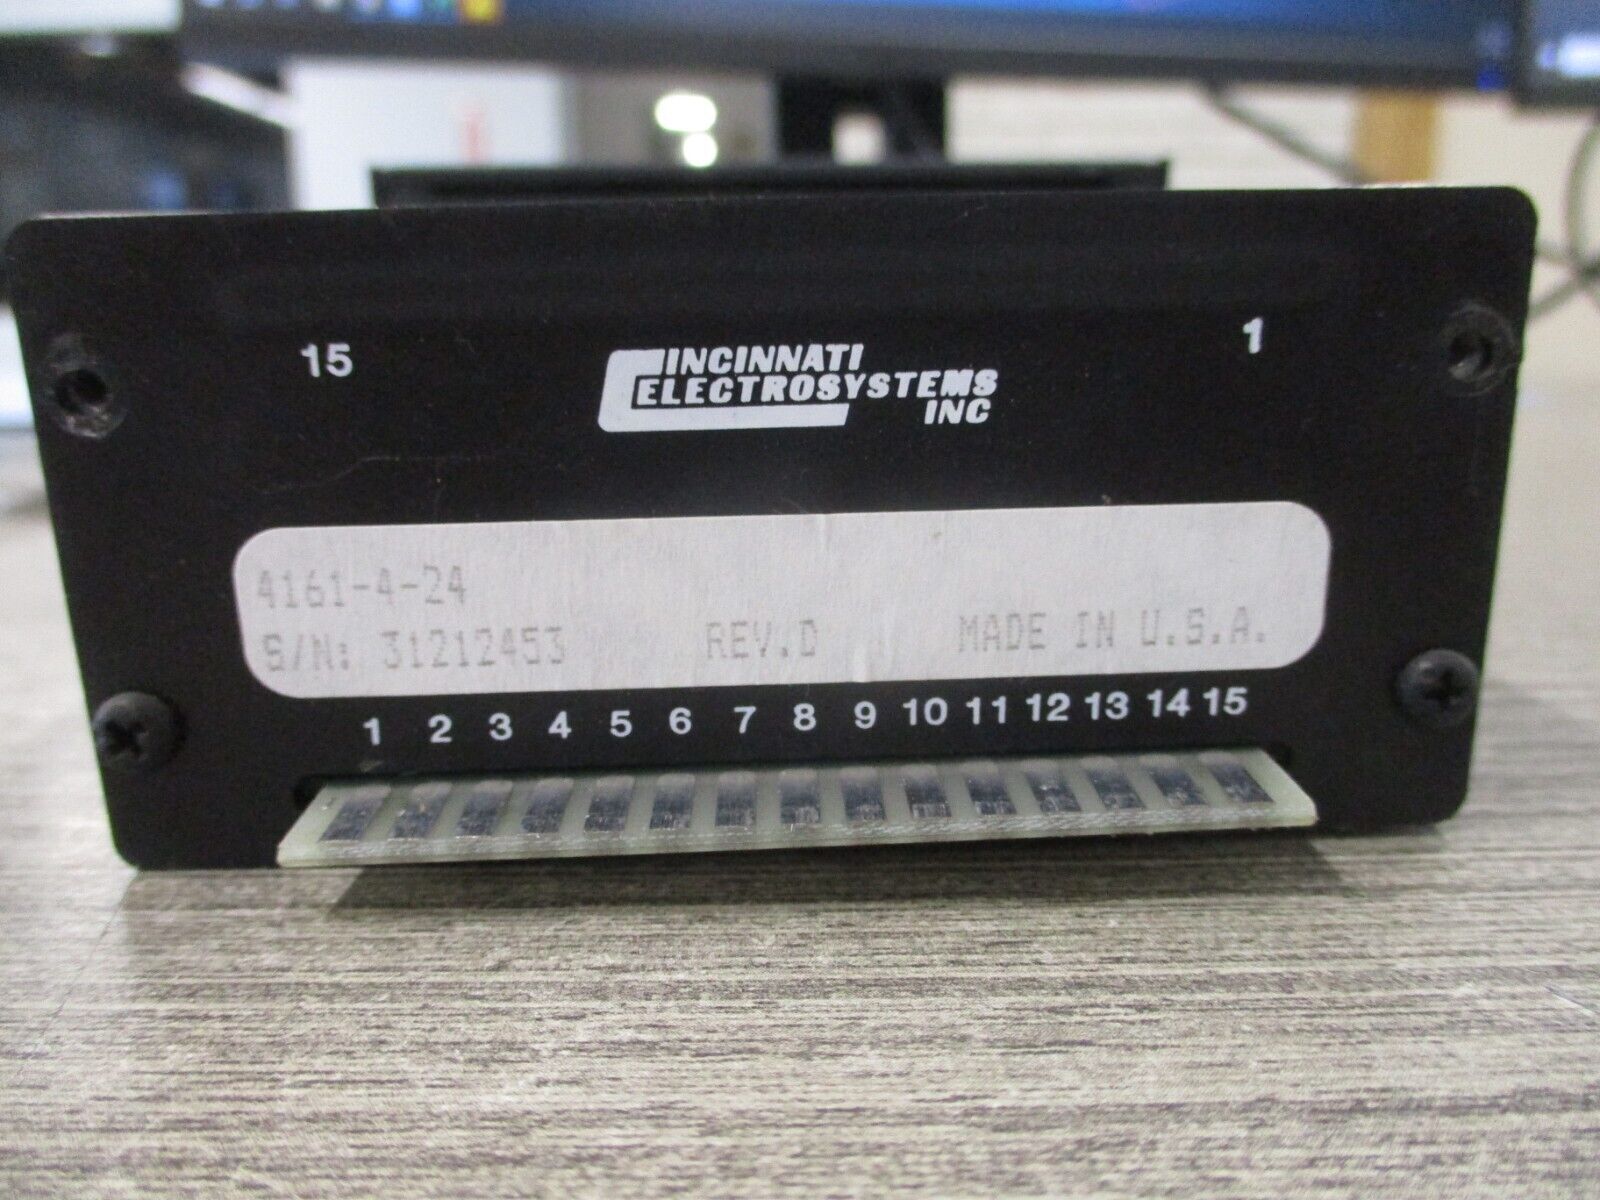 15
1
CINCINNATI
ELECTROSYSTEMS
INC
4161-4-24
S/N: 31212453 REV.D MADE IN U.S.A.
1 2 3 4 5 6 7 8 9 10 11 12 13 14 15